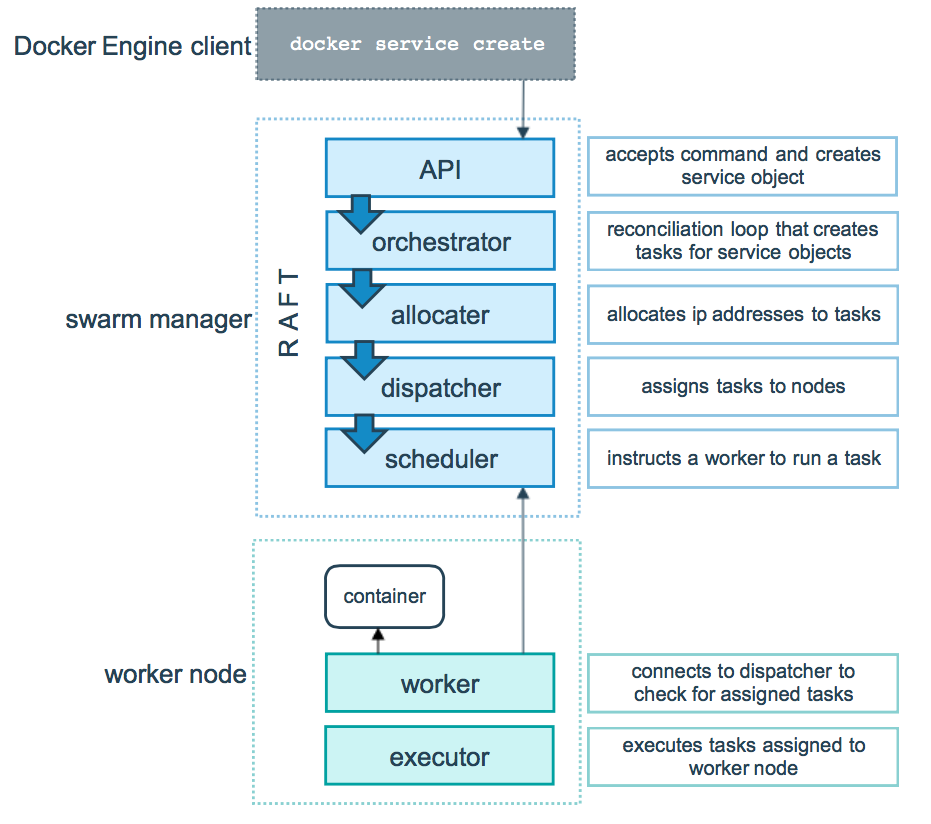 Docker Engine client
docker service create
API
accepts command and creates
service object
orchestrator
reconciliation loop that creates
tasks for service objects
RAFT
swarm manager
allocater
allocates ip addresses to tasks
dispatcher
assigns tasks to nodes
scheduler
instructs a worker to run a task
container
worker node
worker
connects to dispatcher to
check for assigned tasks
executor
executes tasks assigned to
worker node